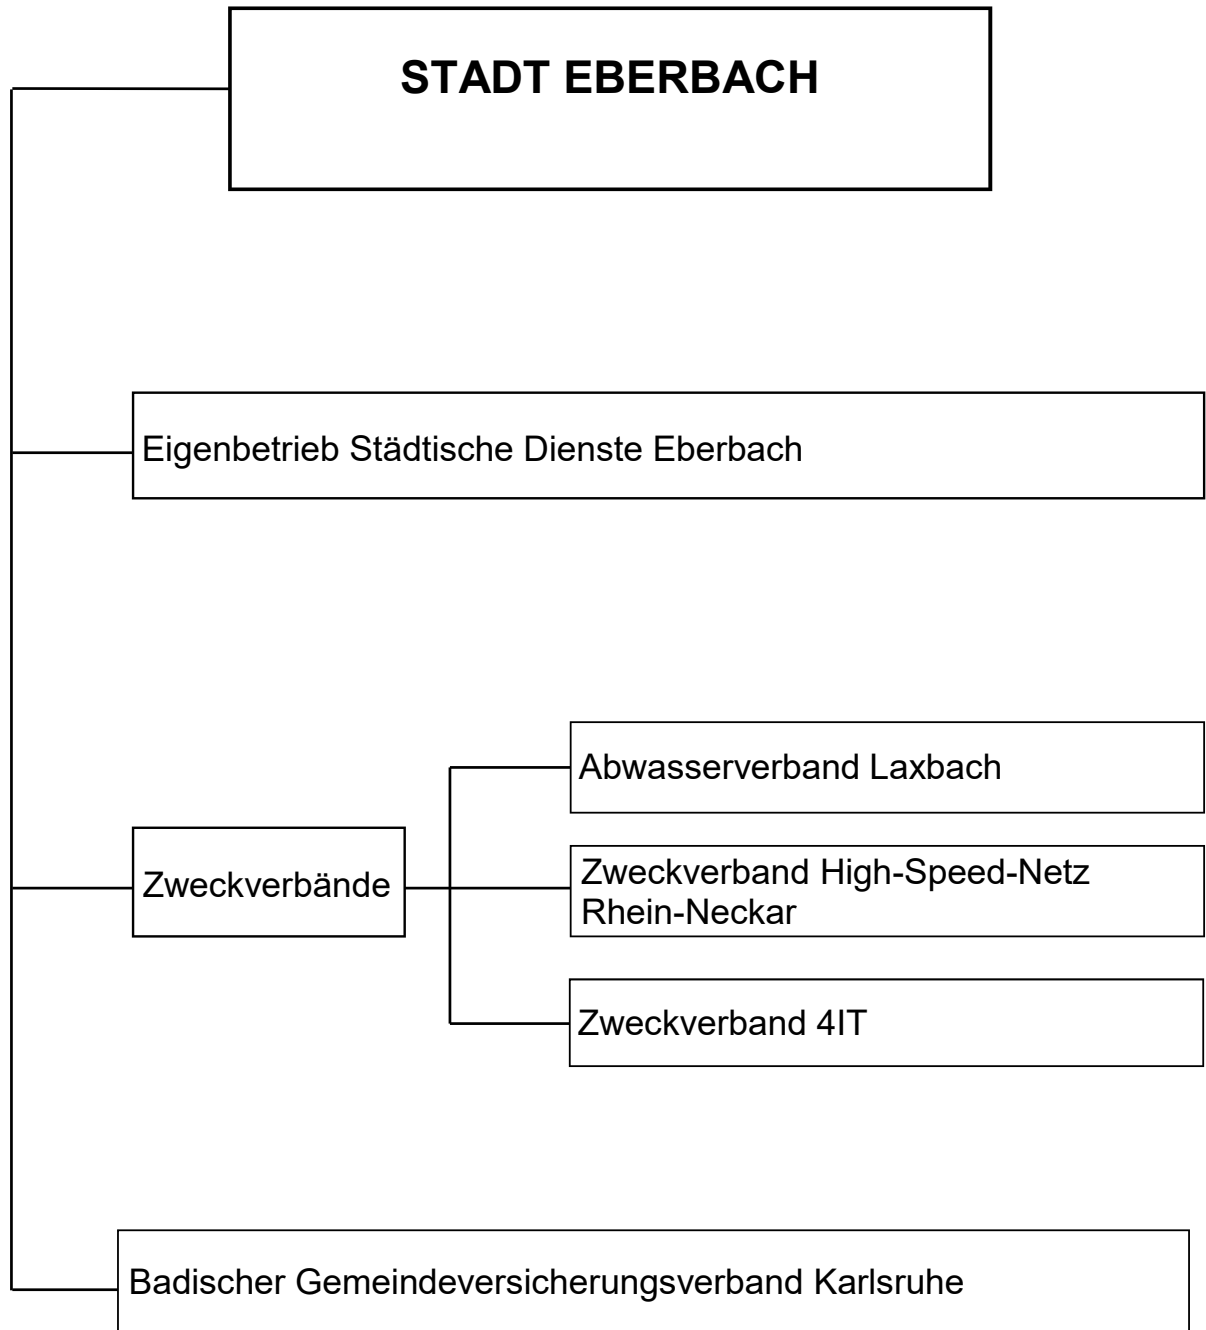 STADT EBERBACH
Eigenbetrieb Städtische Dienste Eberbach
Abwasserverband Laxbach
Zweckverbände
Zweckverband High-Speed-Netz
Rhein-Neckar
Zweckverband 4IT
Badischer Gemeindeversicherungsverband Karlsruhe